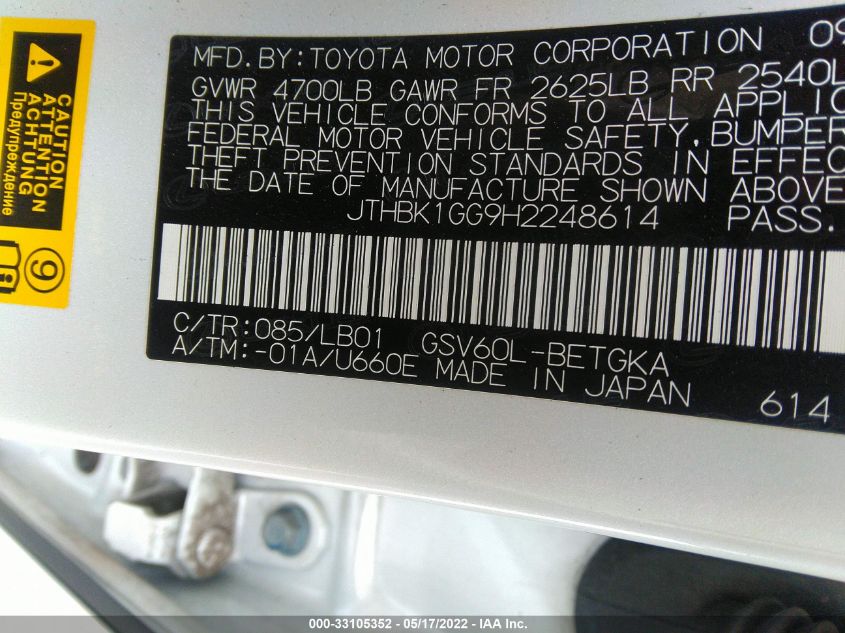 CAUTION
ATTENTION
ACHTUNG
Предупреждение
9
MFD. BY: TOYOTA MOTOR CORPORATION 09
GVWR 4700LB GAWR FR 2625LB RR 2540L
THIS VEHICLE CONFORMS TO ALL APPLIC
FEDERAL MOTOR VEHICLE SAFETY, BUMPER
THEFT PREVENTION STANDARDS IN EFFEC
THE DATE OF MANUFACTURE SHOWN ABOVE
JTHBK1GG9H2248614 PASS.
C/TR: 085/LB01 GSV60L-BETGKA
A/TM: -01A/U660E MADE IN JAPAN 614
000-33105352 - 05/17/2022 - IAA Inc.